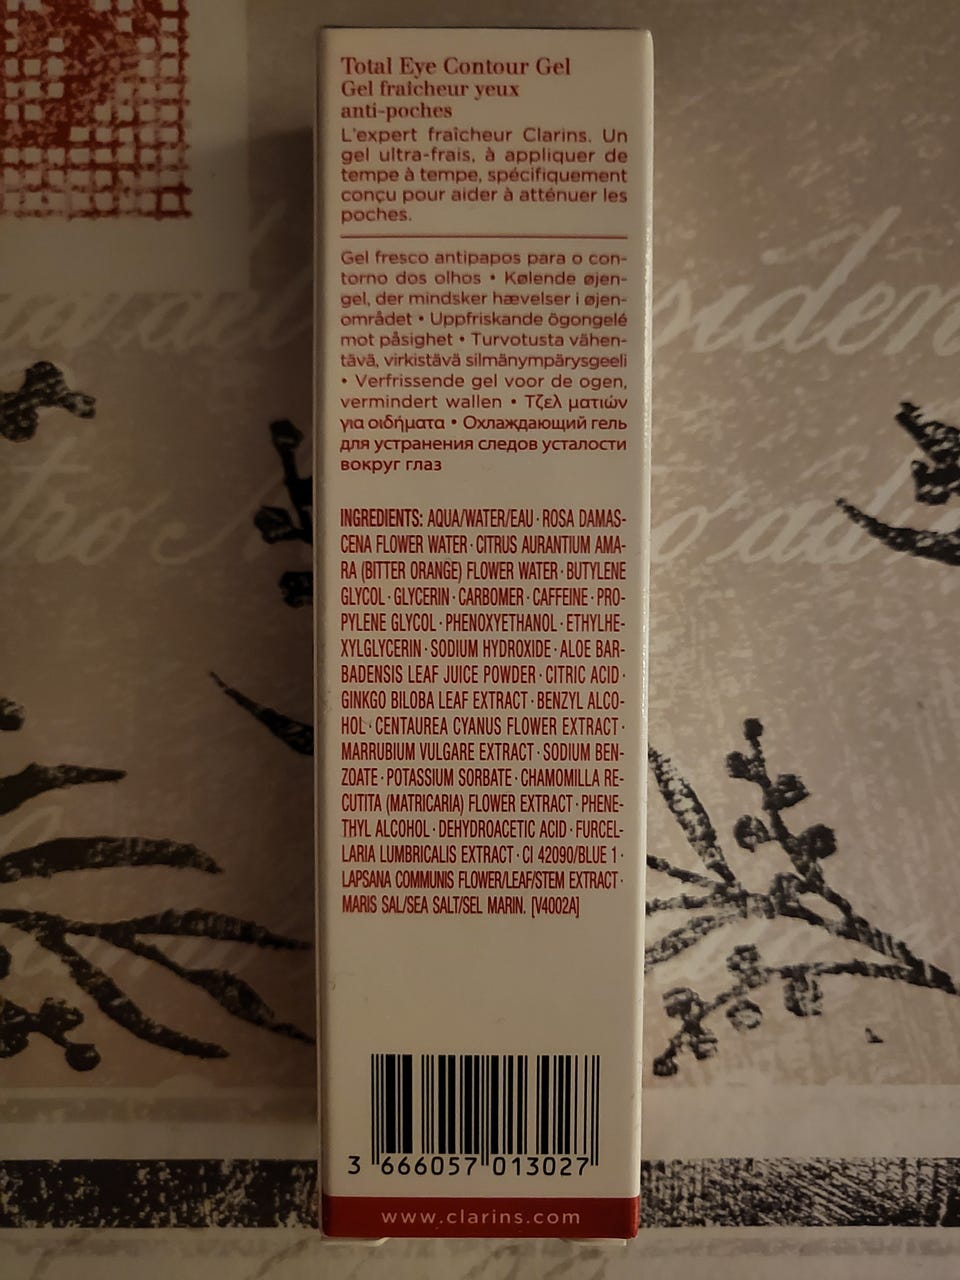 Total Eye Contour Gel
Gel fraîcheur yeux
anti-poches
L'expert fraîcheur Clarins. Un
gel ultra-frais, à appliquer de
tempe à tempe, spécifiquement
conçu pour aider à atténuer les
poches.
Gel fresco antipapos para o con-
torno dos olhos • Kølende øjen-
gel, der mindsker hævelser i øjen-
området • Uppfriskande ögongelé
mot påsighet • Turvotusta vähen-
tävä, virkistävä silmänympärysgeeli
• Verfrissende gel voor de ogen,
vermindert wallen • Τζελ ματιών
για οιδήματα • Охлаждающий гель
для устранения следов усталости
вокруг глаз
INGREDIENTS: AQUA/WATER/EAU · ROSA DAMAS-
CENA FLOWER WATER · CITRUS AURANTIUM AMA-
RA (BITTER ORANGE) FLOWER WATER · BUTYLENE
GLYCOL · GLYCERIN · CARBOMER · CAFFEINE · PRO-
PYLENE GLYCOL · PHENOXYETHANOL · ETHYLHE-
XYLGLYCERIN · SODIUM HYDROXIDE · ALOE BAR-
BADENSIS LEAF JUICE POWDER · CITRIC ACID ·
GINKGO BILOBA LEAF EXTRACT · BENZYL ALCO-
HOL · CENTAUREA CYANUS FLOWER EXTRACT ·
MARRUBIUM VULGARE EXTRACT · SODIUM BEN-
ZOATE · POTASSIUM SORBATE · CHAMOMILLA RE-
CUTITA (MATRICARIA) FLOWER EXTRACT · PHENE-
THYL ALCOHOL · DEHYDROACETIC ACID · FURCEL-
LARIA LUMBRICALIS EXTRACT · CI 42090/BLUE 1 ·
LAPSANA COMMUNIS FLOWER/LEAF/STEM EXTRACT ·
MARIS SAL/SEA SALT/SEL MARIN. [V4002A]
3 666057 013027
www.clarins.com